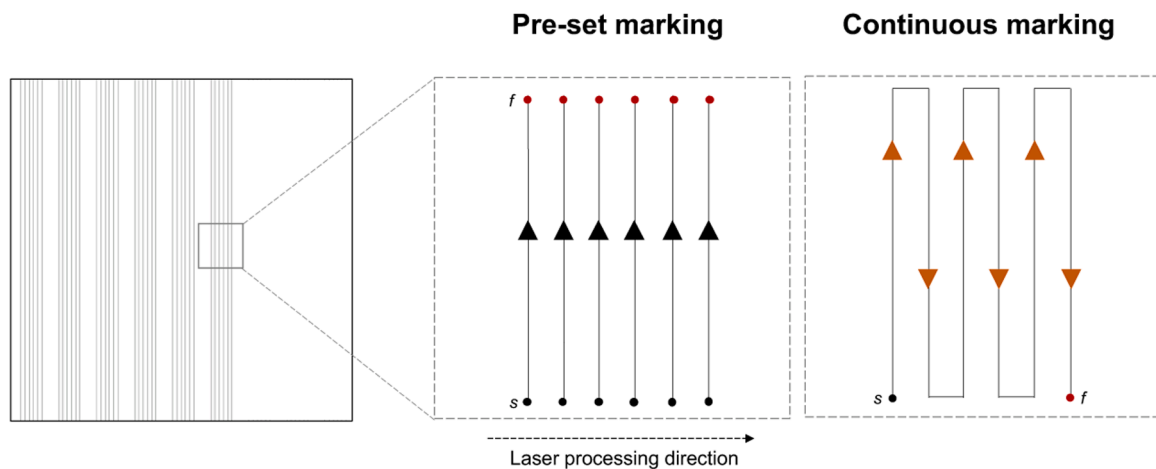 Pre-set marking
Continuous marking
f
s
s
f
Laser processing direction